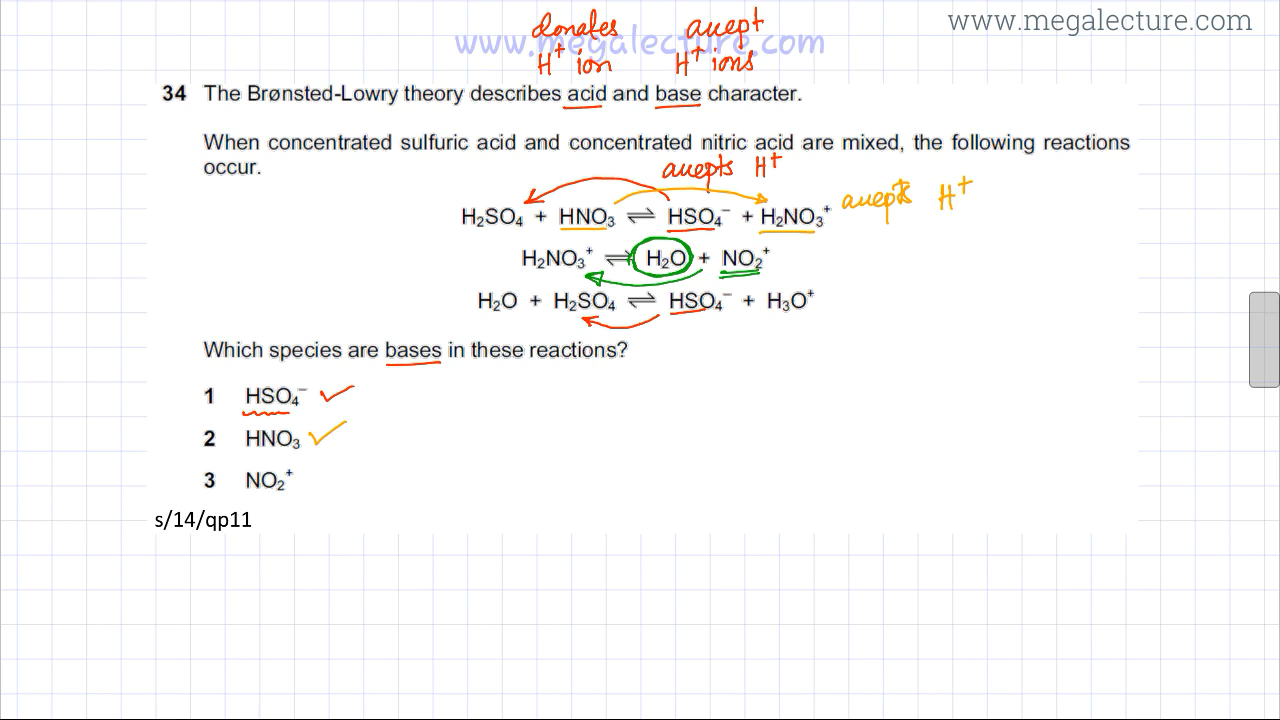 www.megalecture.com
donates accept
www.megalecture.com
H⁺ ion H⁺ ions
34 The Brønsted-Lowry theory describes acid and base character.
When concentrated sulfuric acid and concentrated nitric acid are mixed, the following reactions
occur.
accepts H⁺
H₂SO₄ + HNO₃ ⇌ HSO₄⁻ + H₂NO₃⁺ accepts H⁺
H₂NO₃⁺ ⇌ H₂O + NO₂⁺
H₂O + H₂SO₄ ⇌ HSO₄⁻ + H₃O⁺
Which species are bases in these reactions?
1 HSO₄⁻ ✓
2 HNO₃ ✓
3 NO₂⁺
s/14/qp11